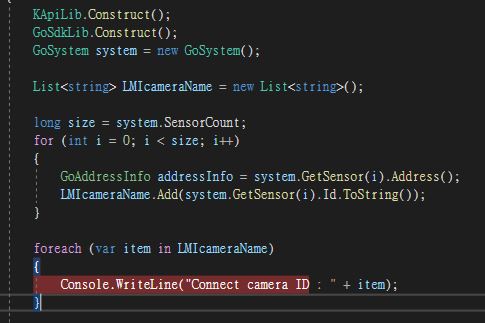 KApiLib.Construct();
GoSdkLib.Construct();
GoSystem system = new GoSystem();
List<string> LMIcameraName = new List<string>();
long size = system.SensorCount;
for (int i = 0; i < size; i++)
{
GoAddressInfo addressInfo = system.GetSensor(i).Address();
LMIcameraName.Add(system.GetSensor(i).Id.ToString());
}
foreach (var item in LMIcameraName)
{
Console.WriteLine("Connect camera ID : " + item);
}